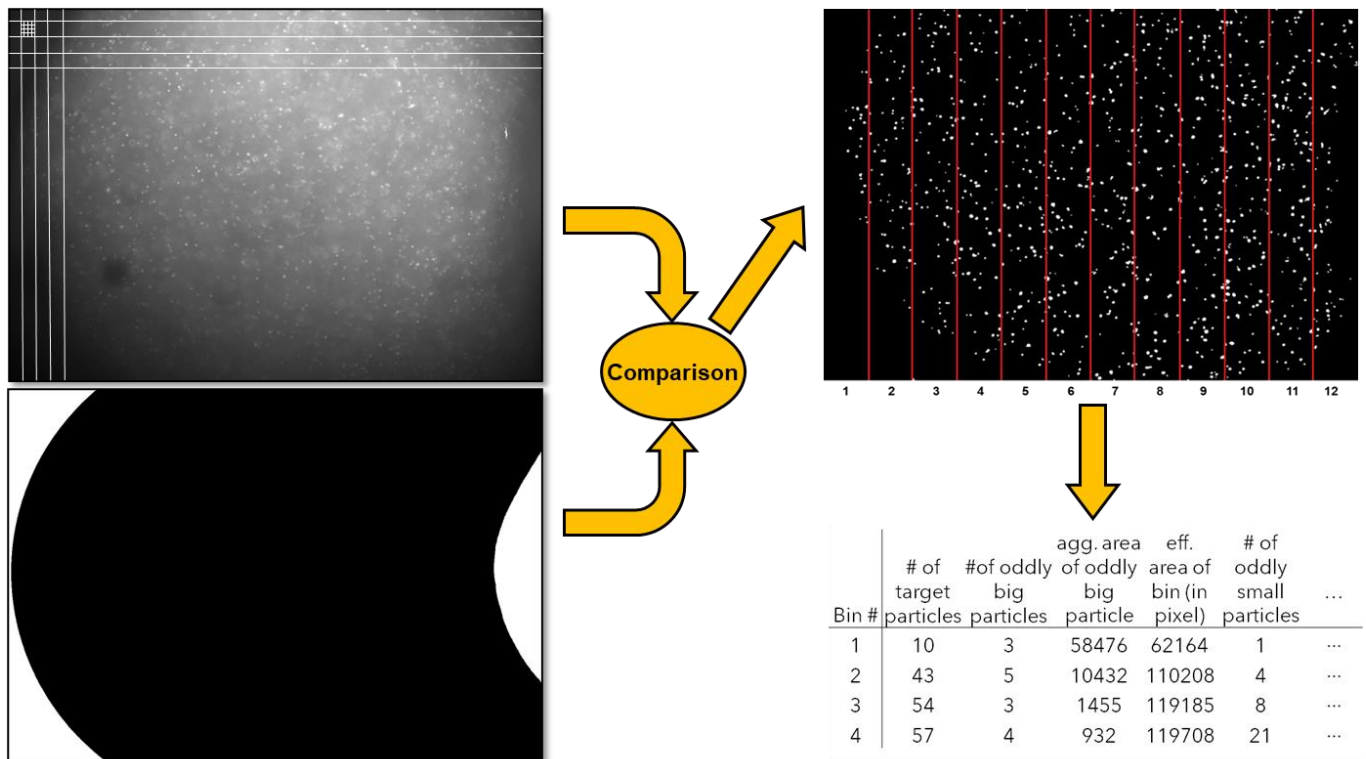 Comparison
1 2 3 4 5 6 7 8 9 10 11 12
agg. area eff. # of
# of #of oddly of oddly area of oddly
target big big bin (in small ...
Bin # particles particles particle pixel) particles
1 10 3 58476 62164 1 ...
2 43 5 10432 110208 4 ...
3 54 3 1455 119185 8 ...
4 57 4 932 119708 21 ...